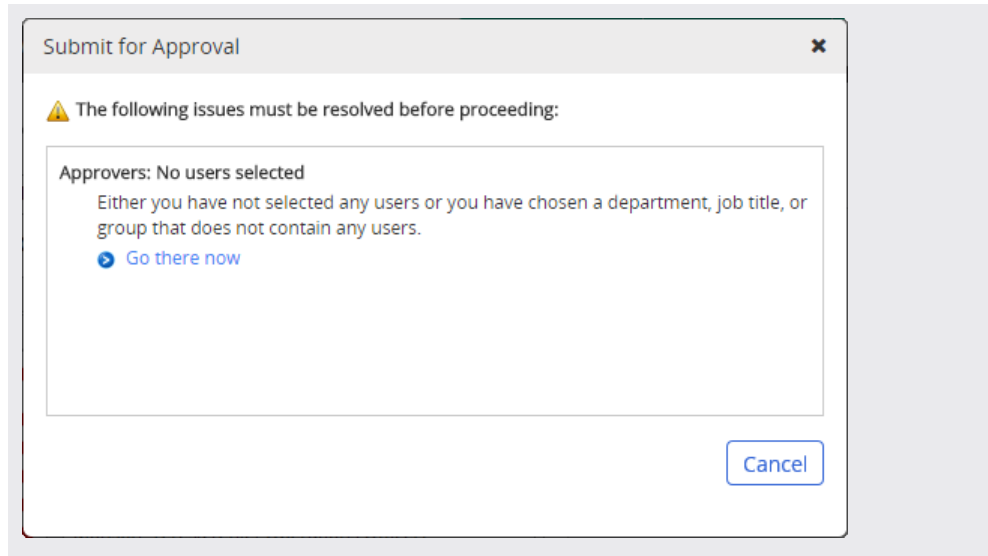 Submit for Approval
The following issues must be resolved before proceeding:
Approvers: No users selected
Either you have not selected any users or you have chosen a department, job title, or
group that does not contain any users.
Go there now
Cancel